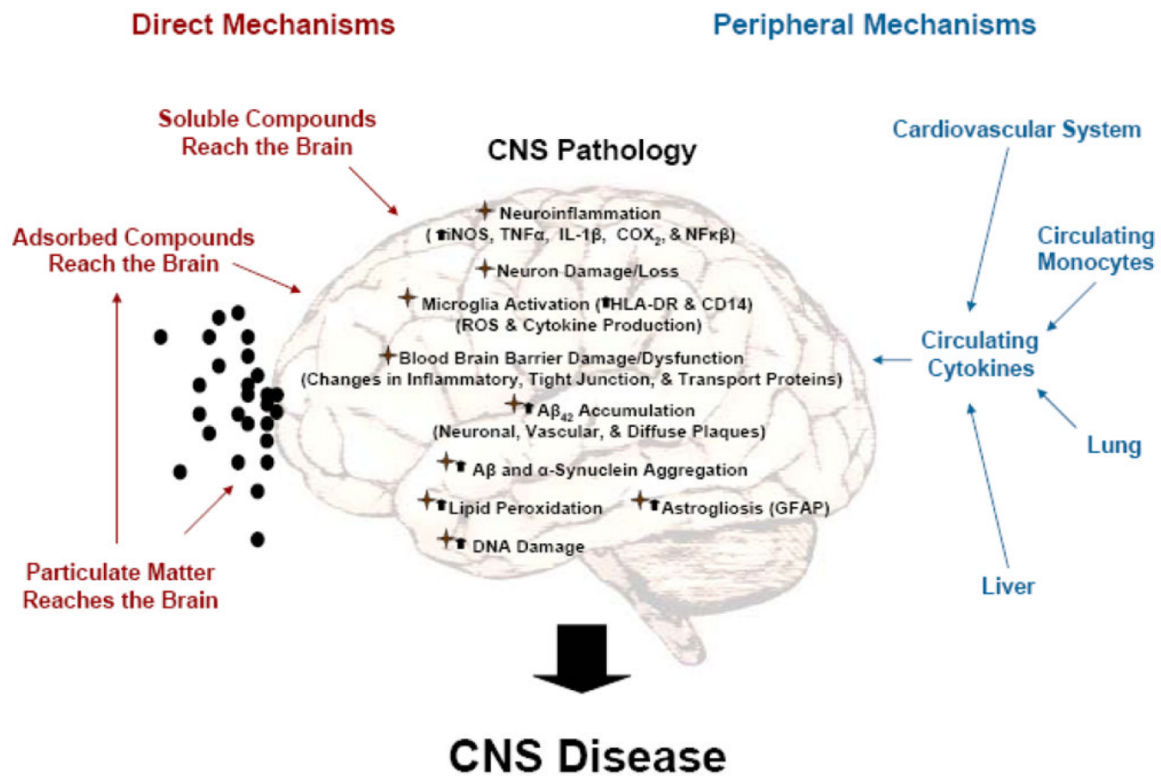 Direct Mechanisms
Peripheral Mechanisms
Soluble Compounds
Reach the Brain
Adsorbed Compounds
Reach the Brain
Particulate Matter
Reaches the Brain
CNS Pathology
Neuroinflammation
(⬆iNOS, TNFα, IL-1β, COX₂, & NFκβ)
Neuron Damage/Loss
Microglia Activation (⬆HLA-DR & CD14)
(ROS & Cytokine Production)
Blood Brain Barrier Damage/Dysfunction
(Changes in Inflammatory, Tight Junction, & Transport Proteins)
⬆Aβ₄₂ Accumulation
(Neuronal, Vascular, & Diffuse Plaques)
⬆Aβ and α-Synuclein Aggregation
⬆Lipid Peroxidation
⬆Astrogliosis (GFAP)
⬆DNA Damage
Cardiovascular System
Circulating
Monocytes
Circulating
Cytokines
Lung
Liver
CNS Disease